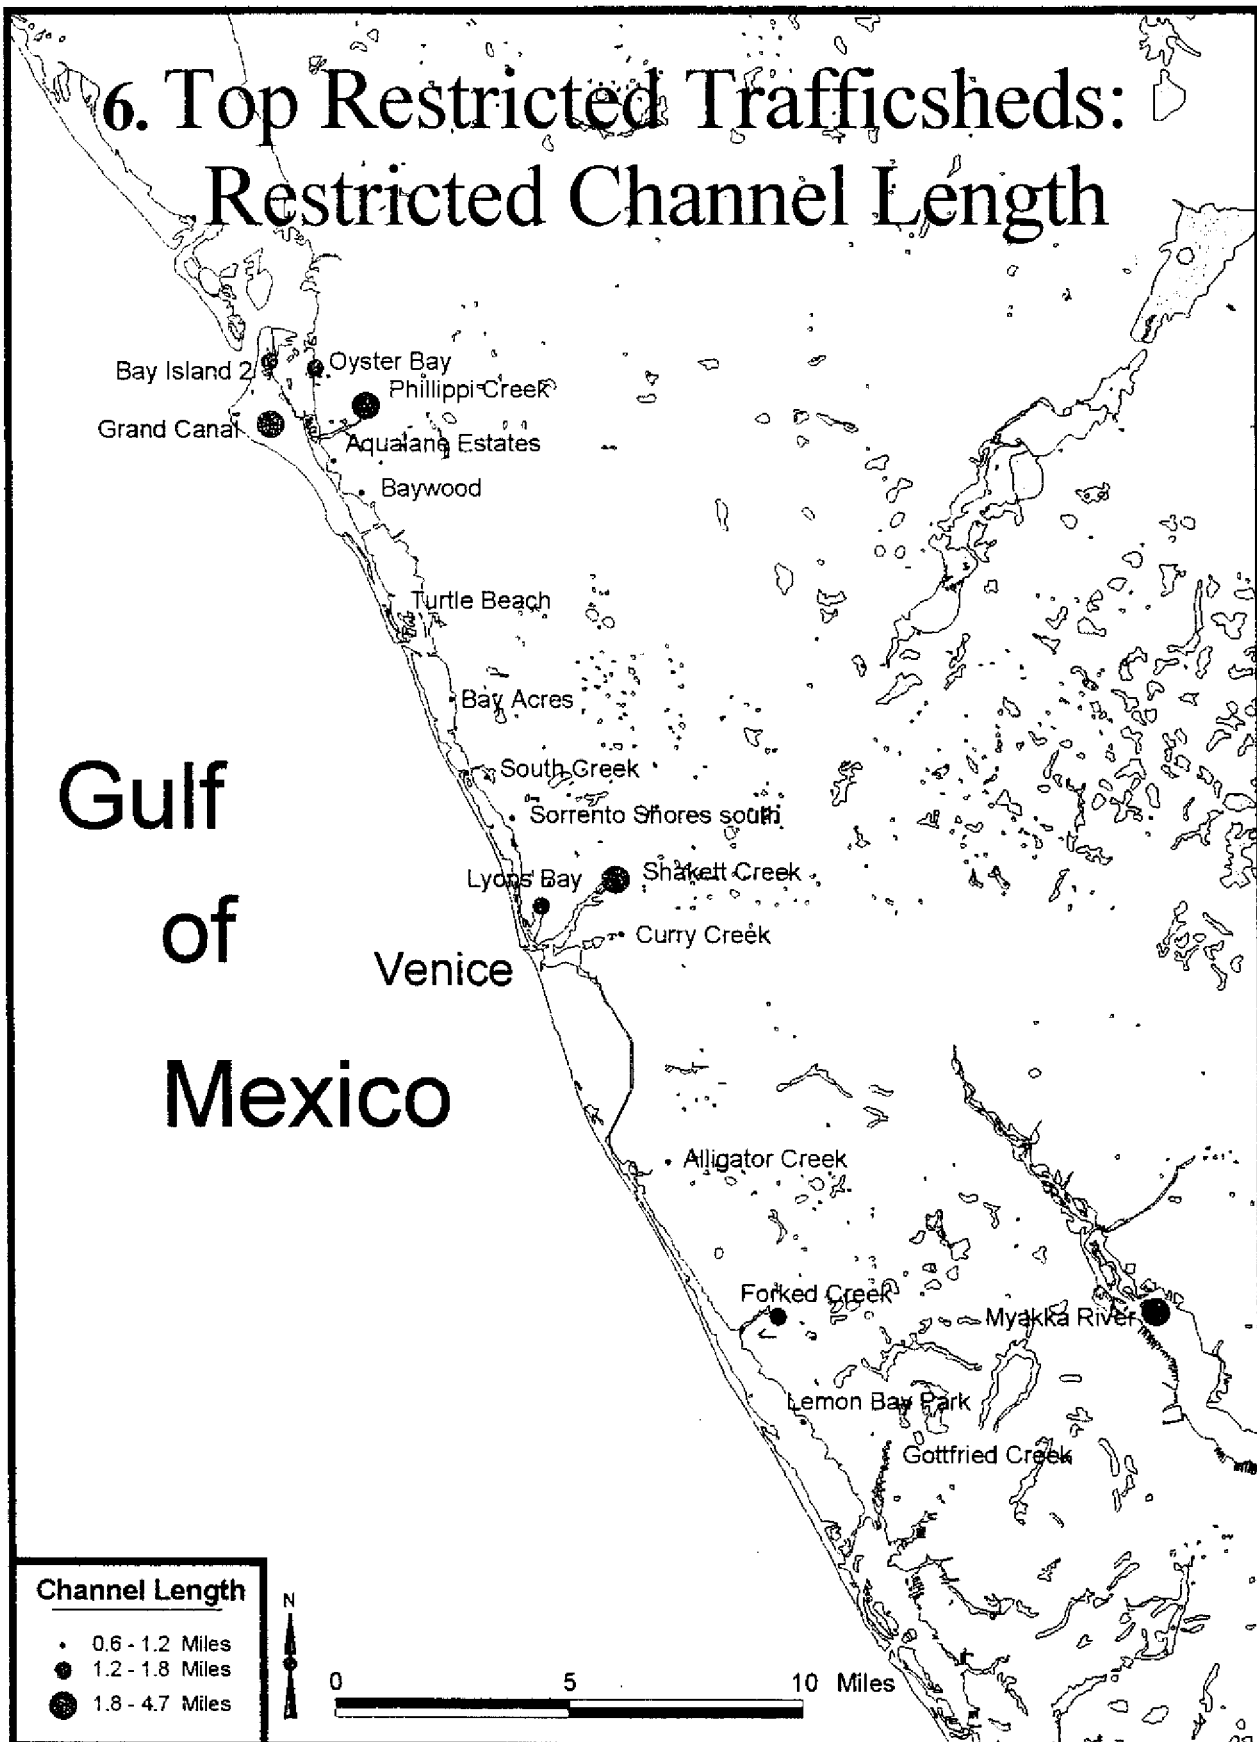 6. Top Restricted Trafficsheds:
Restricted Channel Length
Bay Island 2
Oyster Bay
Phillippi Creek
Grand Canal
Aqualane Estates
Baywood
Turtle Beach
Bay Acres
South Creek
Sorrento Shores south
Lyons Bay
Shakett Creek
Curry Creek
Venice
Gulf
of
Mexico
Alligator Creek
Forked Creek
Myakka River
Lemon Bay Park
Gottfried Creek
Channel Length
0.6 - 1.2 Miles
1.2 - 1.8 Miles
1.8 - 4.7 Miles
N
0 5 10 Miles